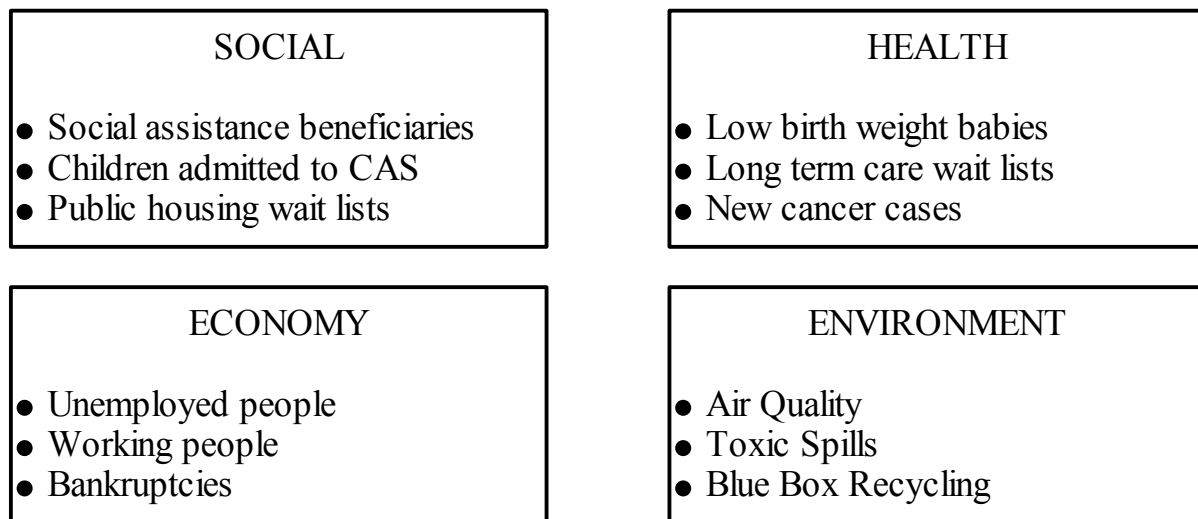 SOCIAL
● Social assistance beneficiaries
● Children admitted to CAS
● Public housing wait lists
HEALTH
● Low birth weight babies
● Long term care wait lists
● New cancer cases
ECONOMY
● Unemployed people
● Working people
● Bankruptcies
ENVIRONMENT
● Air Quality
● Toxic Spills
● Blue Box Recycling